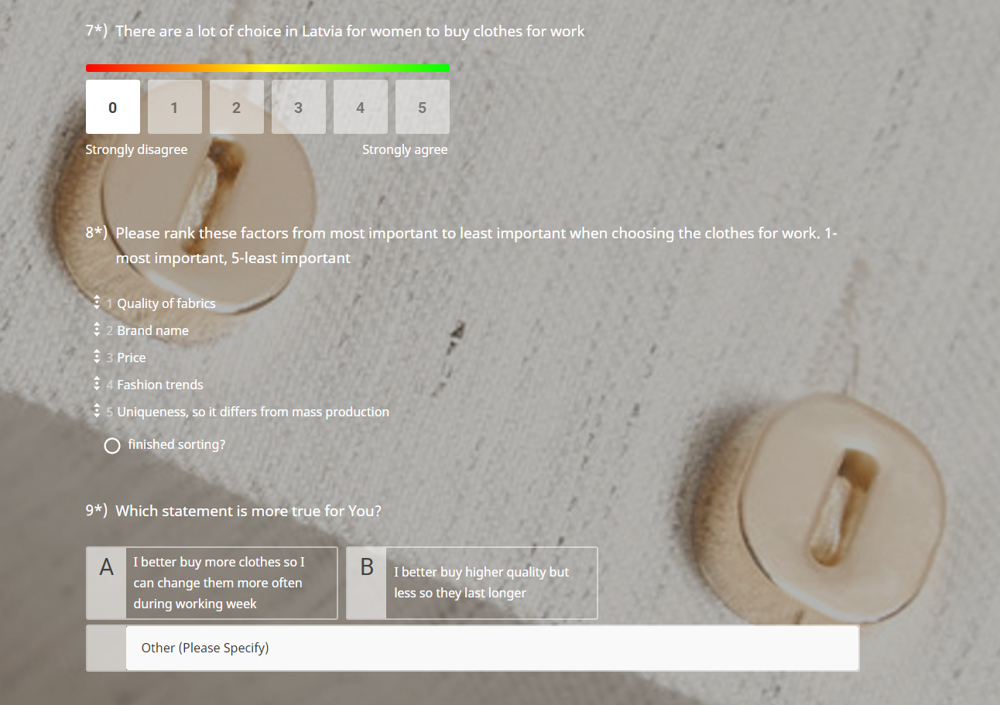 7*) There are a lot of choice in Latvia for women to buy clothes for work
0 1 2 3 4 5
Strongly disagree Strongly agree
8*) Please rank these factors from most important to least important when choosing the clothes for work. 1-
most important, 5-least important
1 Quality of fabrics
2 Brand name
3 Price
4 Fashion trends
5 Uniqueness, so it differs from mass production
finished sorting?
9*) Which statement is more true for You?
A
I better buy more clothes so I
can change them more often
during working week
B
I better buy higher quality but
less so they last longer
Other (Please Specify)